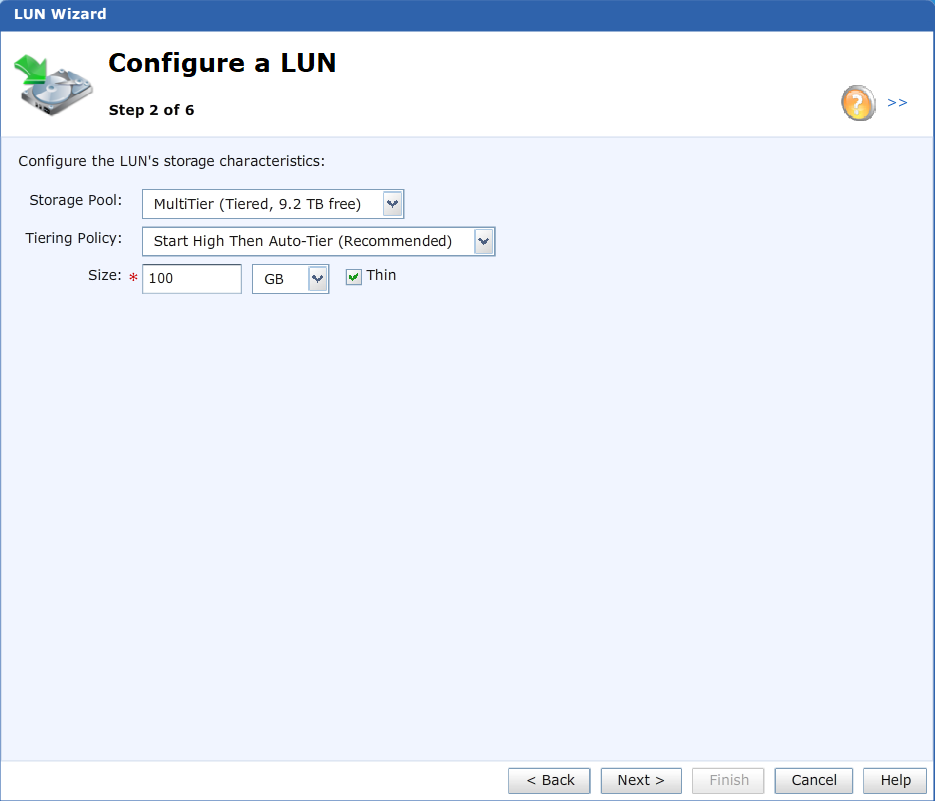 LUN Wizard
Configure a LUN
Step 2 of 6
? >>
Configure the LUN's storage characteristics:
Storage Pool: MultiTier (Tiered, 9.2 TB free)
Tiering Policy: Start High Then Auto-Tier (Recommended)
Size: * 100 GB Thin
< Back Next > Finish Cancel Help